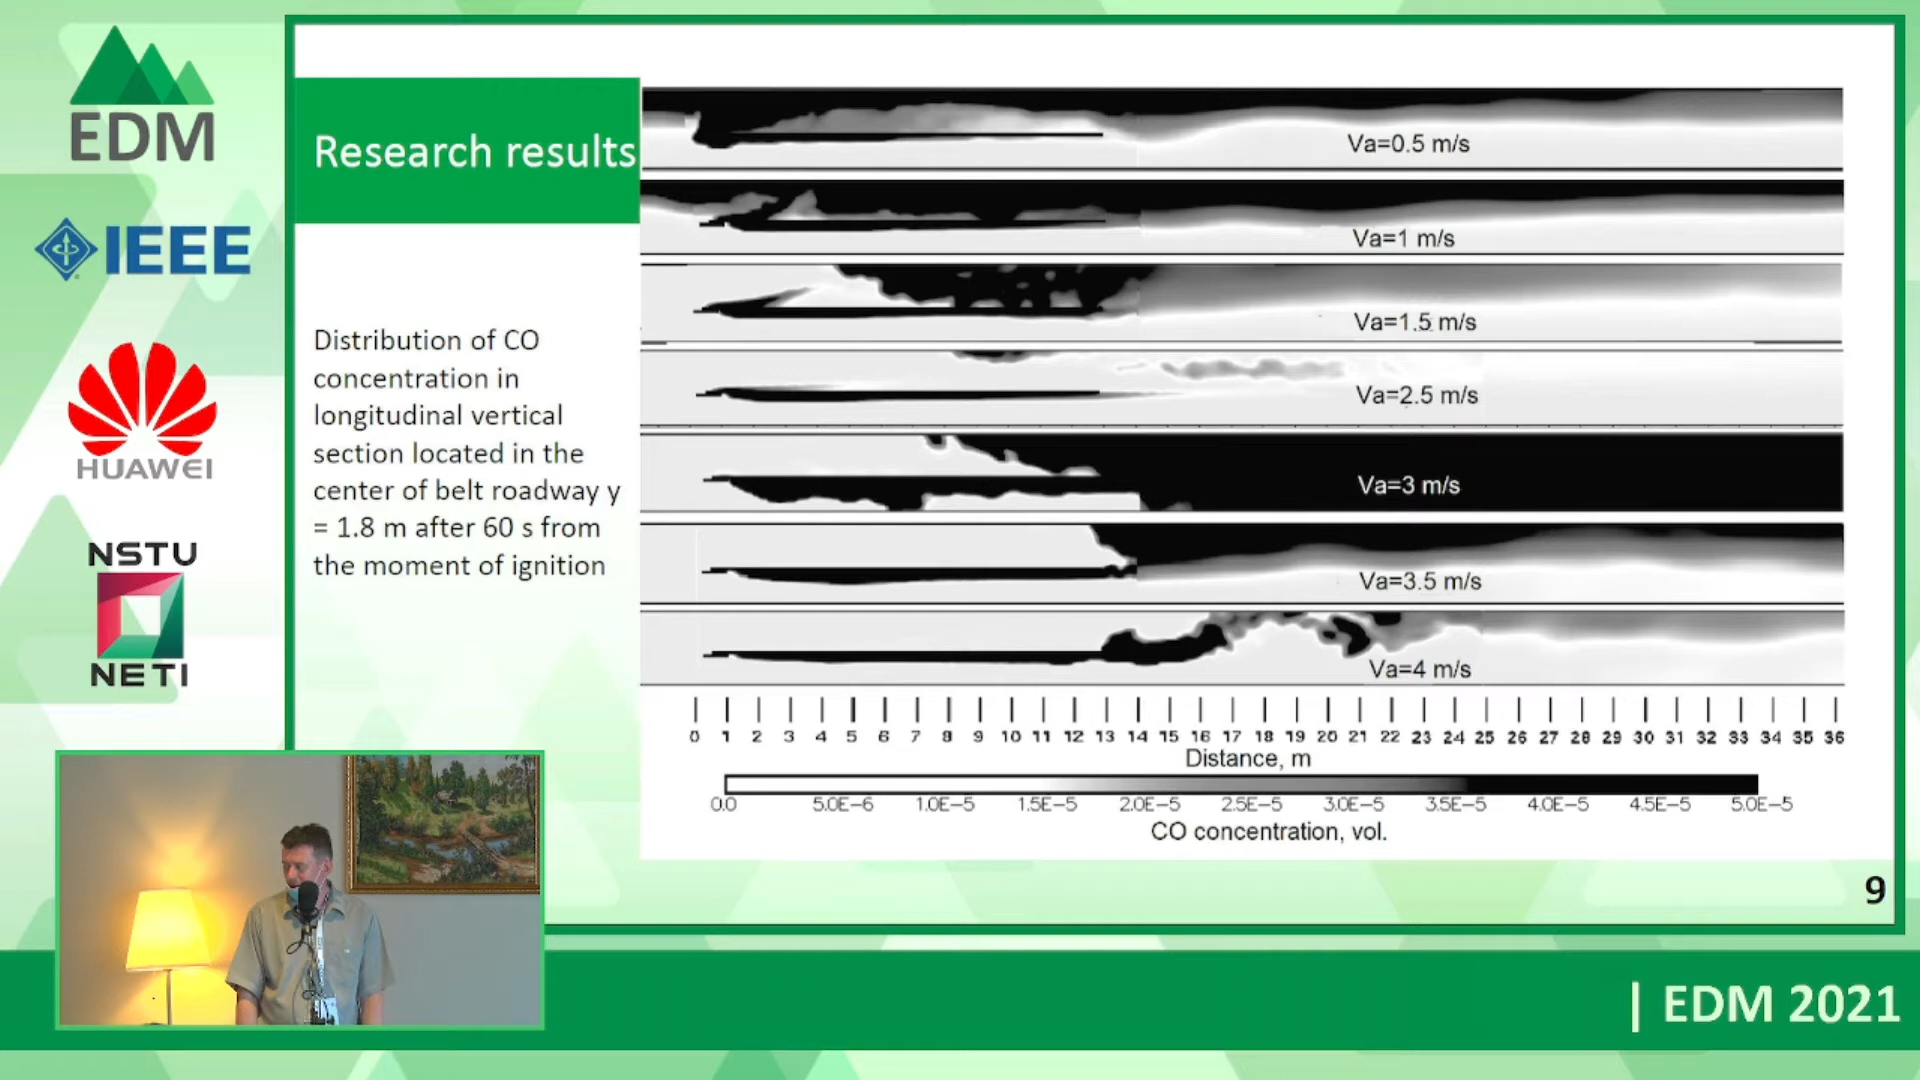 EDM
IEEE
HUAWEI
NSTU
NETI
Research results
Distribution of CO
concentration in
longitudinal vertical
section located in the
center of belt roadway y
= 1.8 m after 60 s from
the moment of ignition
Va=0.5 m/s
Va=1 m/s
Va=1.5 m/s
Va=2.5 m/s
Va=3 m/s
Va=3.5 m/s
Va=4 m/s
0 1 2 3 4 5 6 7 8 9 10 11 12 13 14 15 16 17 18 19 20 21 22 23 24 25 26 27 28 29 30 31 32 33 34 35 36
Distance, m
0.0 5.0E-6 1.0E-5 1.5E-5 2.0E-5 2.5E-5 3.0E-5 3.5E-5 4.0E-5 4.5E-5 5.0E-5
CO concentration, vol.
9
| EDM 2021